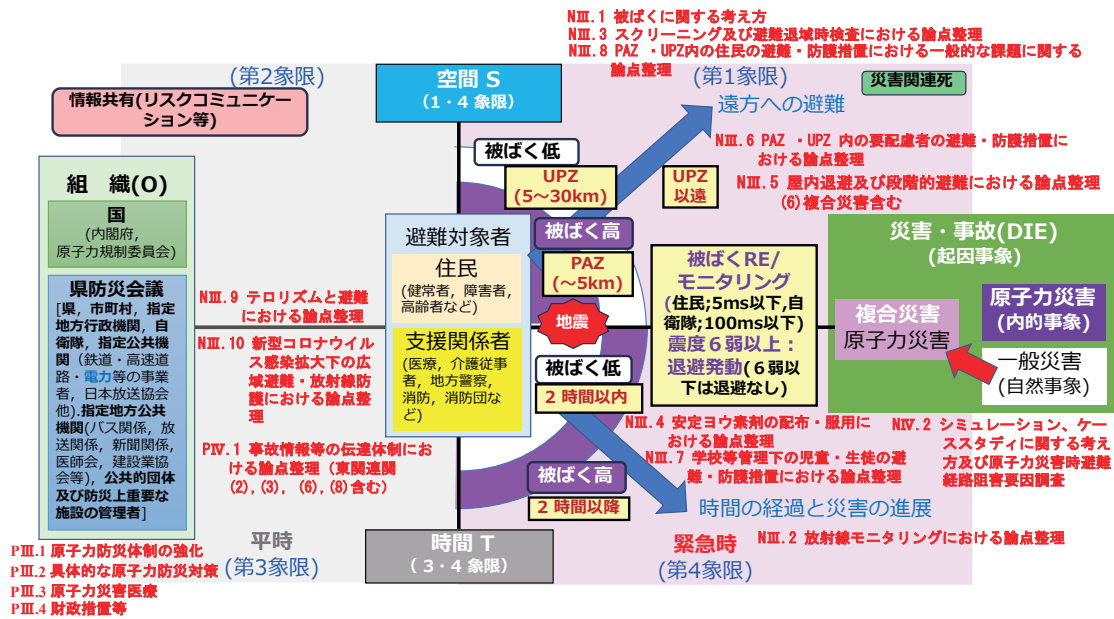 NⅢ.1 被ばくに関する考え方
NⅢ.3 スクリーニング及び避難退域時検査における論点整理
NⅢ.8 PAZ ・UPZ内の住民の避難・防護措置における一般的な課題に関する
論点整理
(第2象限)
空間 S
(1・4 象限)
(第1象限)
災害関連死
情報共有(リスクコミュニケー
ション等)
遠方への避難
NⅢ.6 PAZ ・UPZ 内の要配慮者の避難・防護措置に
おける論点整理
被ばく低
UPZ
(5～30km)
UPZ
以遠
NⅢ.5 屋内退避及び段階的避難における論点整理
(6)複合災害含む
組 織(O)
国
(内閣府,
原子力規制委員会)
県防災会議
[県, 市町村, 指定
地方行政機関, 自
衛隊, 指定公共機
関（鉄道・高速道
路・電力等の事業
者, 日本放送協会
他).指定地方公共
機関(バス関係, 放
送関係, 新聞関係,
医師会, 建設業協
会等), 公共的団体
及び防災上重要な
施設の管理者]
避難対象者
住民
(健常者, 障害者,
高齢者など)
支援関係者
(医療, 介護従事
者, 地方警察,
消防, 消防団な
ど)
被ばく高
PAZ
(～5km)
地震
被ばくRE/
モニタリング
(住民;5ms以下,自
衛隊;100ms以下)
震度６弱以上：
退避発動(６弱以
下は退避なし)
災害・事故(DIE)
(起因事象)
複合災害
原子力災害
原子力災害
(内的事象)
一般災害
(自然事象)
NⅢ.9 テロリズムと避難
における論点整理
NⅢ.10 新型コロナウイル
ス感染拡大下の広
域避難・放射線防
護における論点整
理
PⅣ.1 事故情報等の伝達体制にお
ける論点整理（東関連関
(2),(3), (6),(8)含む）
被ばく低
2 時間以内
NⅢ.4 安定ヨウ素剤の配布・服用に
おける論点整理
NⅢ.7 学校等管理下の児童・生徒の避
難・防護措置における論点整理
NⅣ.2 シミュレーション、ケー
ススタディに関する考え
方及び原子力災害時避難
経路阻害要因調査
被ばく高
2 時間以降
時間の経過と災害の進展
NⅢ.2 放射線モニタリングにおける論点整理
平時
(第3象限)
時間 T
( 3・4 象限)
緊急時
(第4象限)
PⅢ.1 原子力防災体制の強化
PⅢ.2 具体的な原子力防災対策
PⅢ.3 原子力災害医療
PⅢ.4 財政措置等